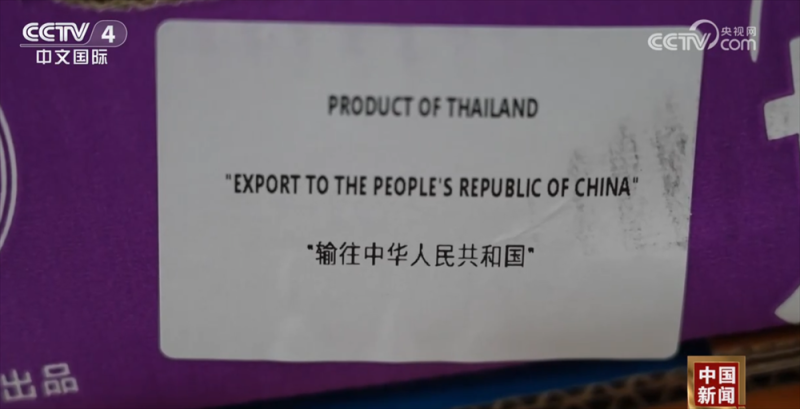 CCTV 4
中文国际
央视网
CCTV.com
PRODUCT OF THAILAND
"EXPORT TO THE PEOPLE'S REPUBLIC OF CHINA"
"输往中华人民共和国"
出品
中国
新闻